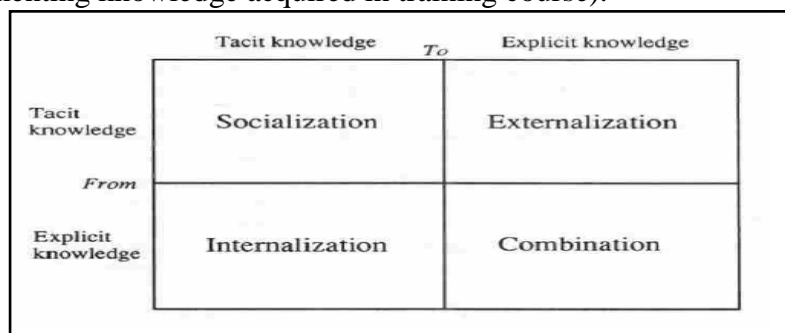 Tacit knowledge To Explicit knowledge
Tacit
knowledge
Socialization Externalization
From
Explicit
knowledge
Internalization Combination